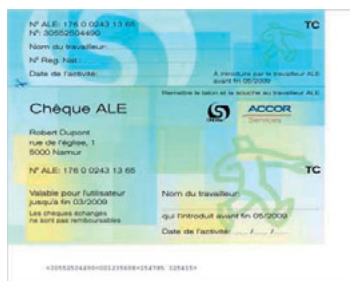 N° ALE: 176 0 0243 13 65
TC
N°: 30552504490
Nom du travailleur:
N° Reg. Nat.:
Date de l'activité:
A introduire par le travailleur ALE
avant fin 05/2009
Remettre le talon et la souche au travailleur ALE
Chèque ALE
ACCOR
Services
Robert Dupont
rue de l'église, 1
5000 Namur
N° ALE: 176 0 0243 13 65
TC
Valable pour l'utilisateur
jusqu'à fin 03/2009
Nom du travailleur:
Les chèques échangés
ne sont pas remboursables
qui l'introduit avant fin 05/2009
Date de l'activité: ..../..../....